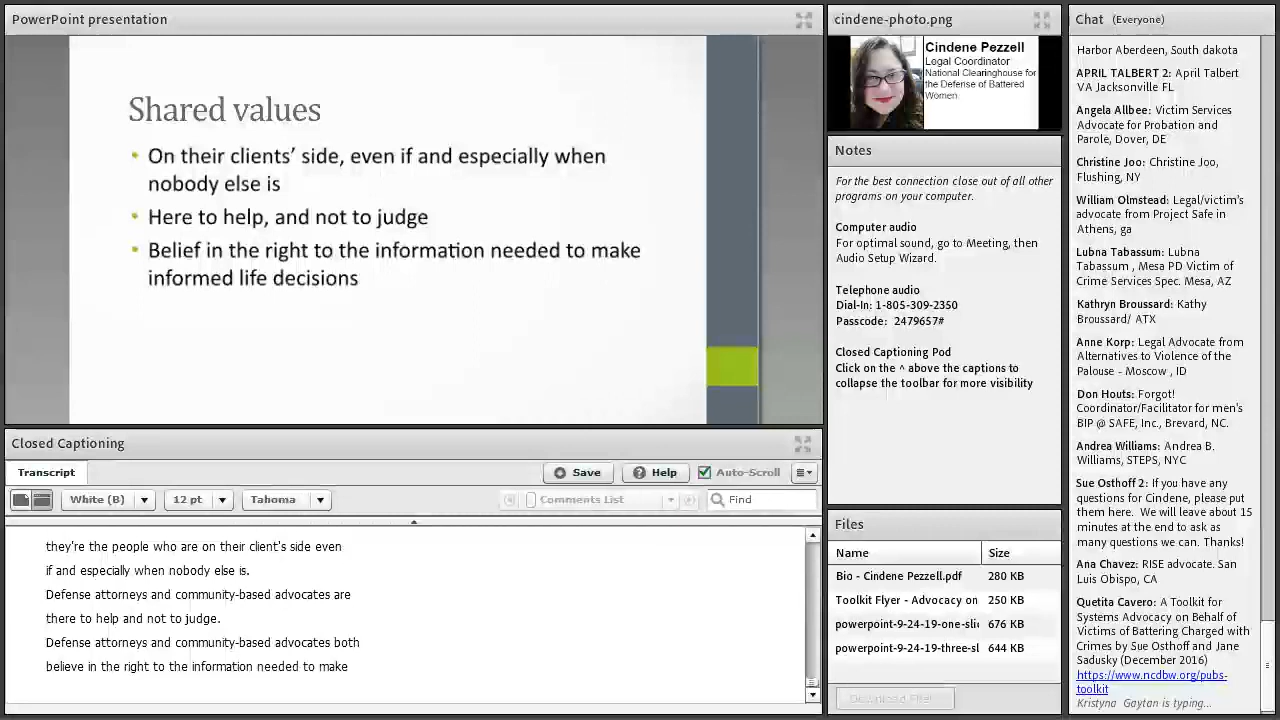 PowerPoint presentation
Shared values
• On their clients’ side, even if and especially when
nobody else is
• Here to help, and not to judge
• Belief in the right to the information needed to make
informed life decisions
Closed Captioning
Transcript
Save
Help
Auto-Scroll
White (B)
12 pt
Tahoma
Comments List
Find
they're the people who are on their client's side even
if and especially when nobody else is.
Defense attorneys and community-based advocates are
there to help and not to judge.
Defense attorneys and community-based advocates both
believe in the right to the information needed to make
cindene-photo.png
Cindene Pezzell
Legal Coordinator
National Clearinghouse for
the Defense of Battered
Women
Notes
For the best connection close out of all other
programs on your computer.
Computer audio
For optimal sound, go to Meeting, then
Audio Setup Wizard.
Telephone audio
Dial-In: 1-805-309-2350
Passcode: 2479657#
Closed Captioning Pod
Click on the ^ above the captions to
collapse the toolbar for more visibility
Files
Name Size
Bio - Cindene Pezzell.pdf 280 KB
Toolkit Flyer - Advocacy on 250 KB
powerpoint-9-24-19-one-sli 676 KB
powerpoint-9-24-19-three-sl 644 KB
Download File!
Chat (Everyone)
Harbor Aberdeen, South dakota
APRIL TALBERT 2: April Talbert
VA Jacksonville FL
Angela Allbee: Victim Services
Advocate for Probation and
Parole, Dover, DE
Christine Joo: Christine Joo,
Flushing, NY
William Olmstead: Legal/victim's
advocate from Project Safe in
Athens, ga
Lubna Tabassum: Lubna
Tabassum , Mesa PD Victim of
Crime Services Spec. Mesa, AZ
Kathryn Broussard: Kathy
Broussard/ ATX
Anne Korp: Legal Advocate from
Alternatives to Violence of the
Palouse - Moscow , ID
Don Houts: Forgot!
Coordinator/Facilitator for men's
BIP @ SAFE, Inc., Brevard, NC.
Andrea Williams: Andrea B.
Williams, STEPS, NYC
Sue Osthoff 2: If you have any
questions for Cindene, please put
them here. We will leave about 15
minutes at the end to ask as
many questions we can. Thanks!
Ana Chavez: RISE advocate. San
Luis Obispo, CA
Quetita Cavero: A Toolkit for
Systems Advocacy on Behalf of
Victims of Battering Charged with
Crimes by Sue Osthoff and Jane
Sadusky (December 2016)
https://www.ncdbw.org/pubs-
toolkit
Kristyna Gaytan is typing...